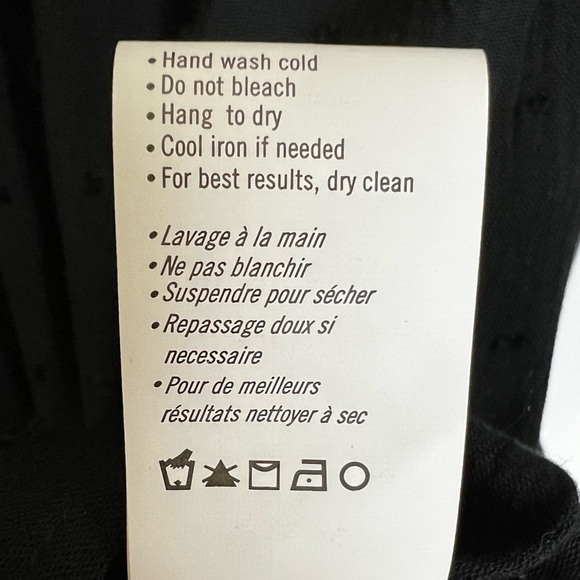 • Hand wash cold
• Do not bleach
• Hang to dry
• Cool iron if needed
• For best results, dry clean
• Lavage à la main
• Ne pas blanchir
• Suspendre pour sécher
• Repassage doux si
necessaire
• Pour de meilleurs
résultats nettoyer à sec